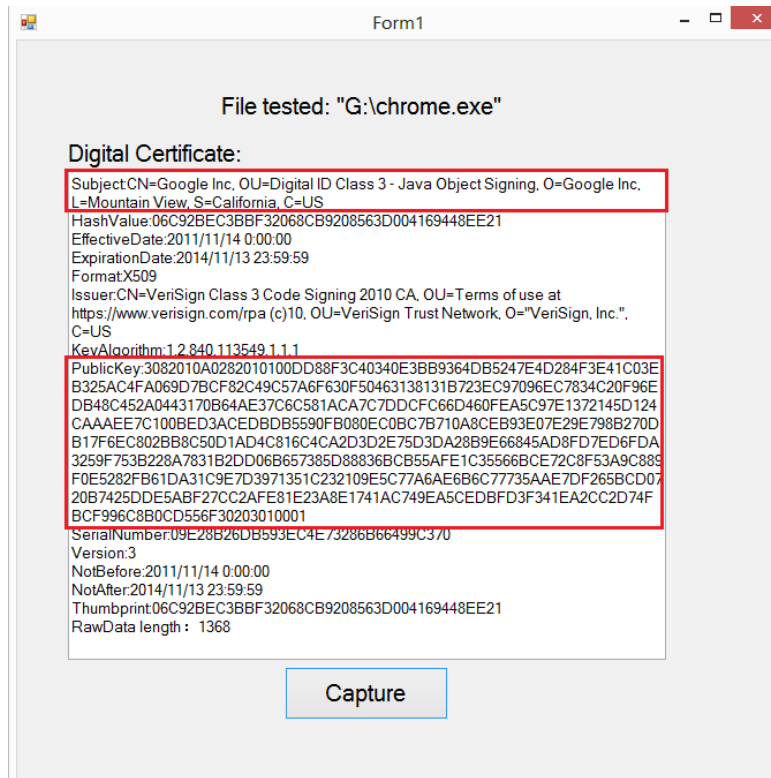 Form1
File tested: "G:\chrome.exe"
Digital Certificate:
Subject:CN=Google Inc, OU=Digital ID Class 3 - Java Object Signing, O=Google Inc,
L=Mountain View, S=California, C=US
HashValue:06C92BEC3BBF32068CB9208563D004169448EE21
EffectiveDate:2011/11/14 0:00:00
ExpirationDate:2014/11/13 23:59:59
Format:X509
Issuer:CN=VeriSign Class 3 Code Signing 2010 CA, OU=Terms of use at
https://www.verisign.com/rpa (c)10, OU=VeriSign Trust Network, O="VeriSign, Inc.",
C=US
KeyAlgorithm:1.2.840.113549.1.1.1
PublicKey:3082010A0282010100DD88F3C40340E3BB9364DB5247E4D284F3E41C03E
B325AC4FA069D7BCF82C49C57A6F630F50463138131B723EC97096EC7834C20F96E
DB48C452A0443170B64AE37C6C581ACA7C7DDCFC66D460FEA5C97E1372145D124
CAAAEE7C100BED3ACEDBDB5590FB080EC0BC7B710A8CEB93E07E29E798B270D
B17F6EC802BB8C50D1AD4C816C4CA2D3D2E75D3DA28B9E66845AD8FD7ED6FDA
3259F753B228A7831B2DD06B657385D88836BCB55AFE1C35566BCE72C8F53A9C889
F0E5282FB61DA31C9E7D3971351C232109E5C77A6AE6B6C77735AAE7DF265BCD07
20B7425DDE5ABF27CC2AFE81E23A8E1741AC749EA5CEDBFD3F341EA2CC2D74F
BCF996C8B0CD556F30203010001
SerialNumber:09E28B26DB593EC4E73286B66499C370
Version:3
NotBefore:2011/11/14 0:00:00
NotAfter:2014/11/13 23:59:59
Thumbprint:06C92BEC3BBF32068CB9208563D004169448EE21
RawData length：1368
Capture